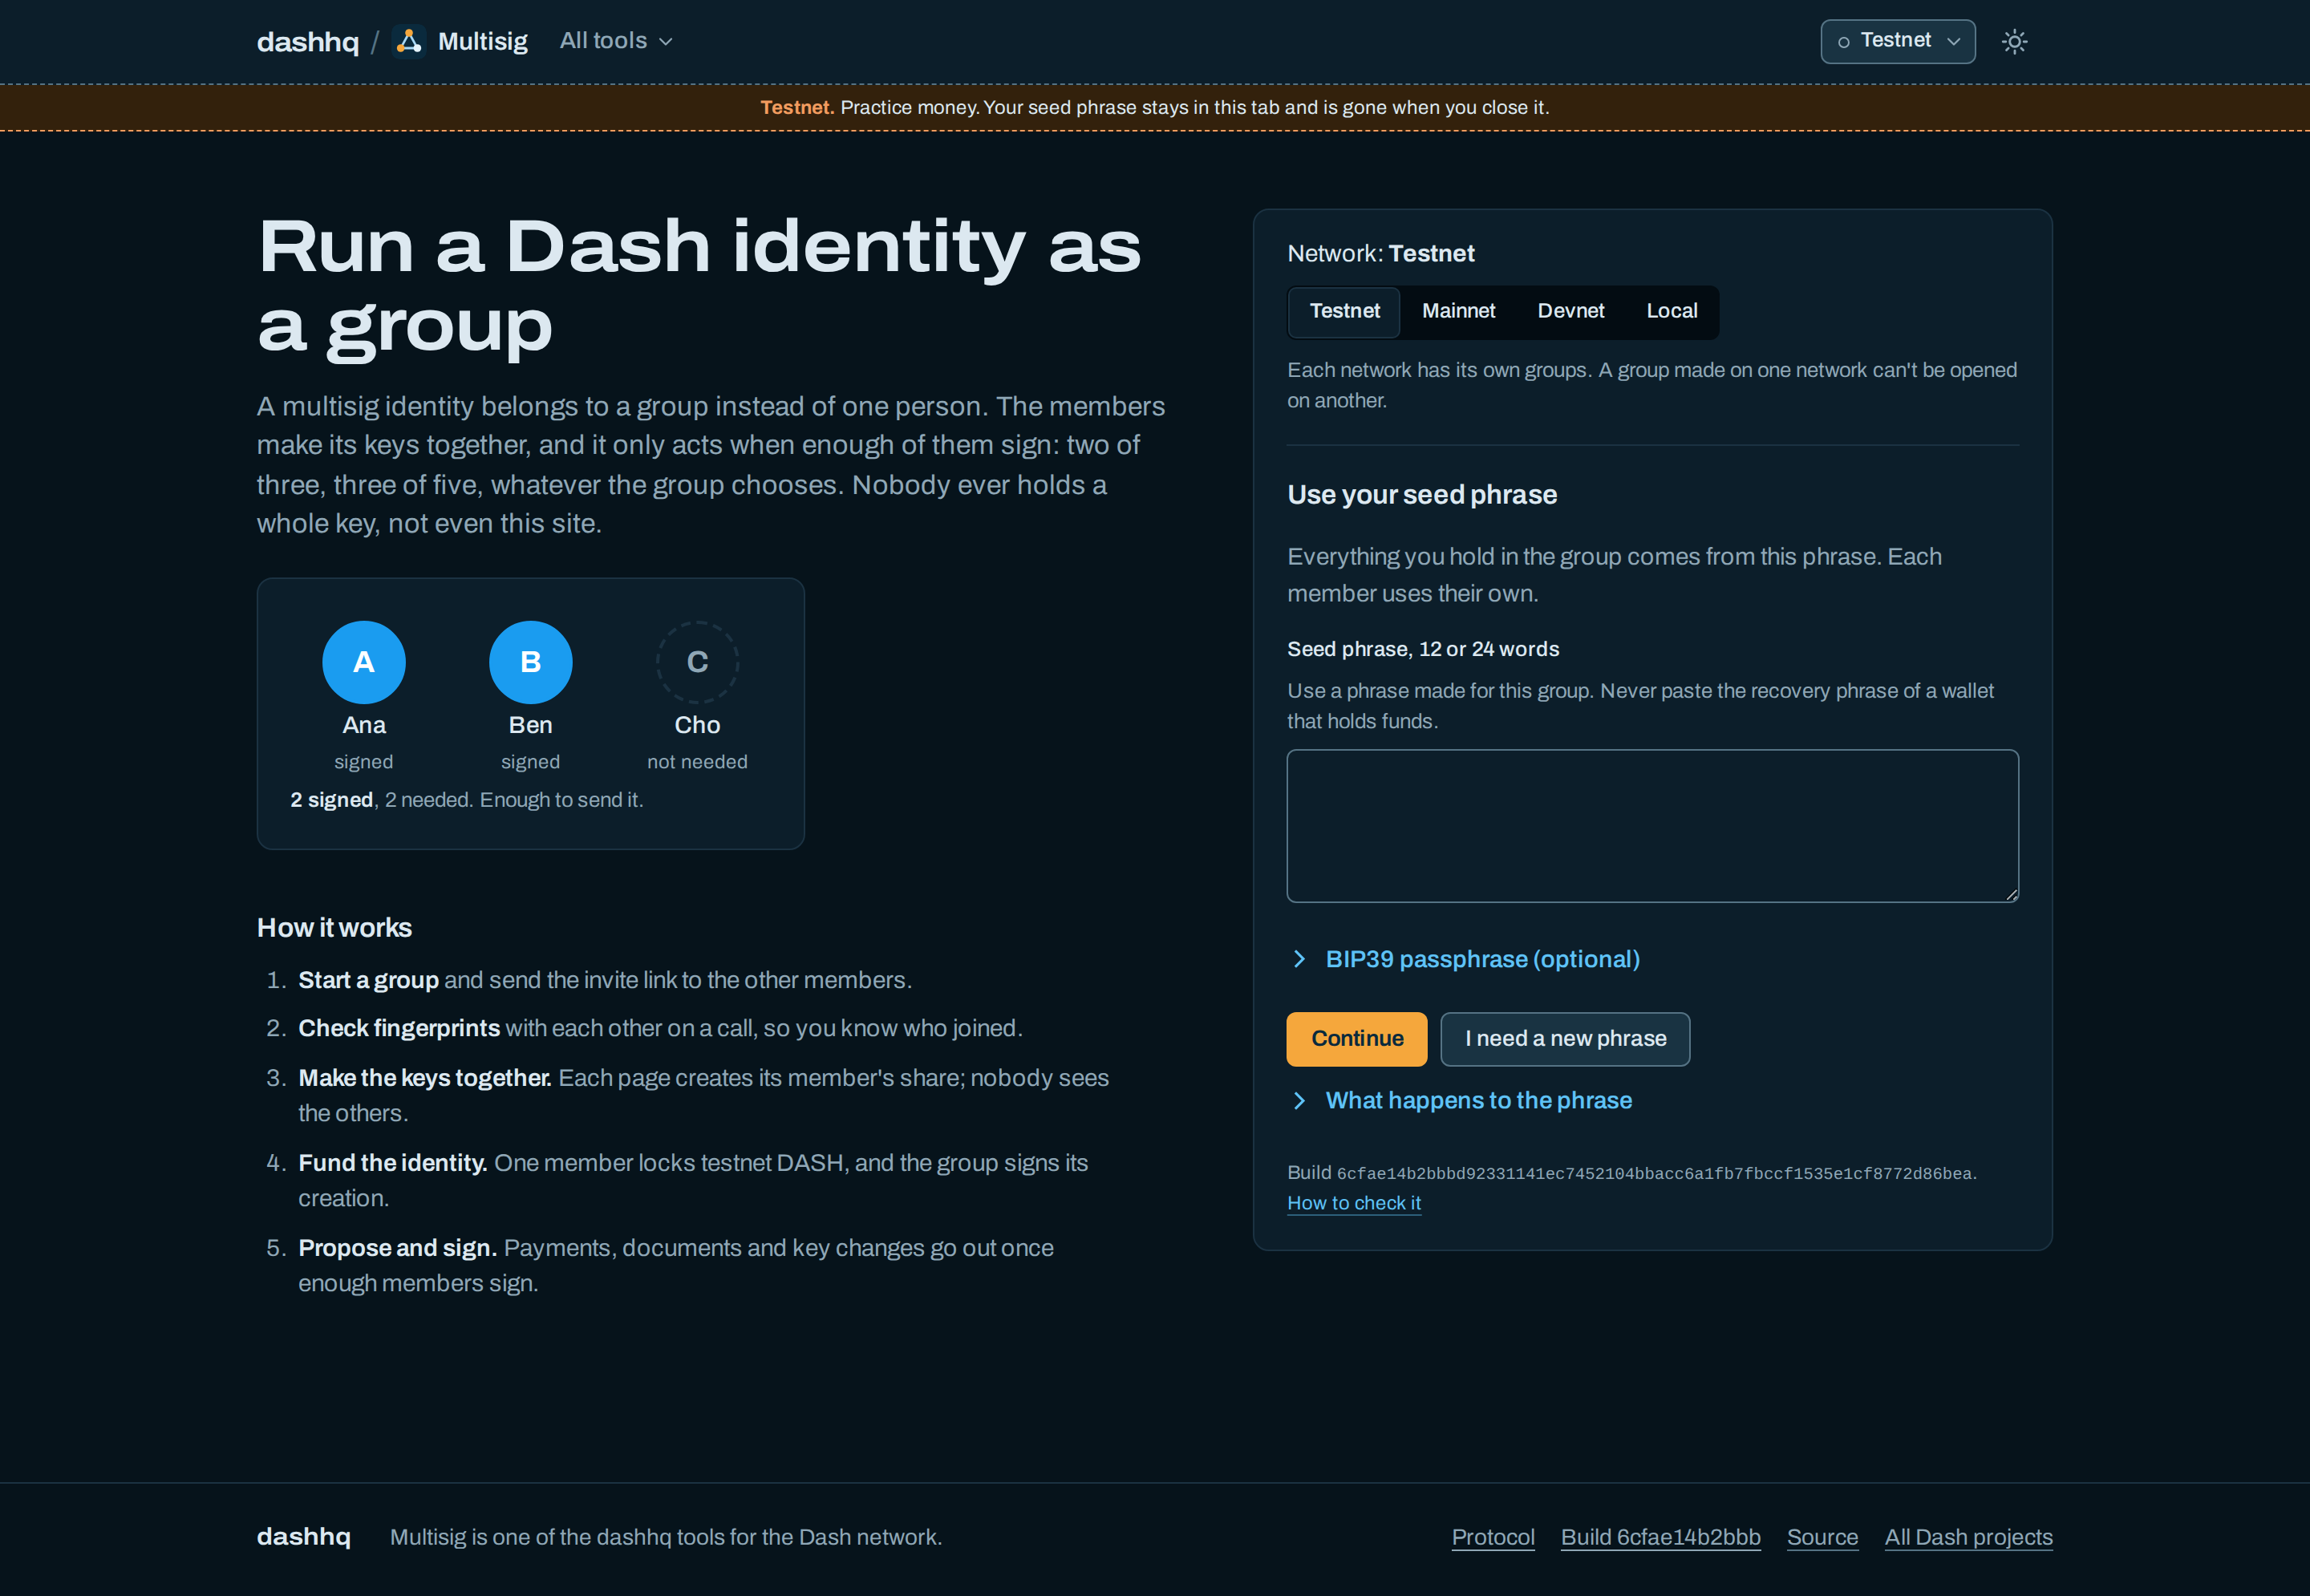 dashhq / Multisig All tools
Testnet
Testnet. Practice money. Your seed phrase stays in this tab and is gone when you close it.
Run a Dash identity as
a group
A multisig identity belongs to a group instead of one person. The members
make its keys together, and it only acts when enough of them sign: two of
three, three of five, whatever the group chooses. Nobody ever holds a
whole key, not even this site.
A B C
Ana Ben Cho
signed signed not needed
2 signed, 2 needed. Enough to send it.
How it works
1. Start a group and send the invite link to the other members.
2. Check fingerprints with each other on a call, so you know who joined.
3. Make the keys together. Each page creates its member's share; nobody sees
the others.
4. Fund the identity. One member locks testnet DASH, and the group signs its
creation.
5. Propose and sign. Payments, documents and key changes go out once
enough members sign.
Network: Testnet
Testnet Mainnet Devnet Local
Each network has its own groups. A group made on one network can't be opened
on another.
Use your seed phrase
Everything you hold in the group comes from this phrase. Each
member uses their own.
Seed phrase, 12 or 24 words
Use a phrase made for this group. Never paste the recovery phrase of a wallet
that holds funds.
BIP39 passphrase (optional)
Continue I need a new phrase
What happens to the phrase
Build 6cfae14b2bbbd92331141ec7452104bbacc6a1fb7fbccf1535e1cf8772d86bea.
How to check it
dashhq Multisig is one of the dashhq tools for the Dash network.
Protocol Build 6cfae14b2bbb Source All Dash projects